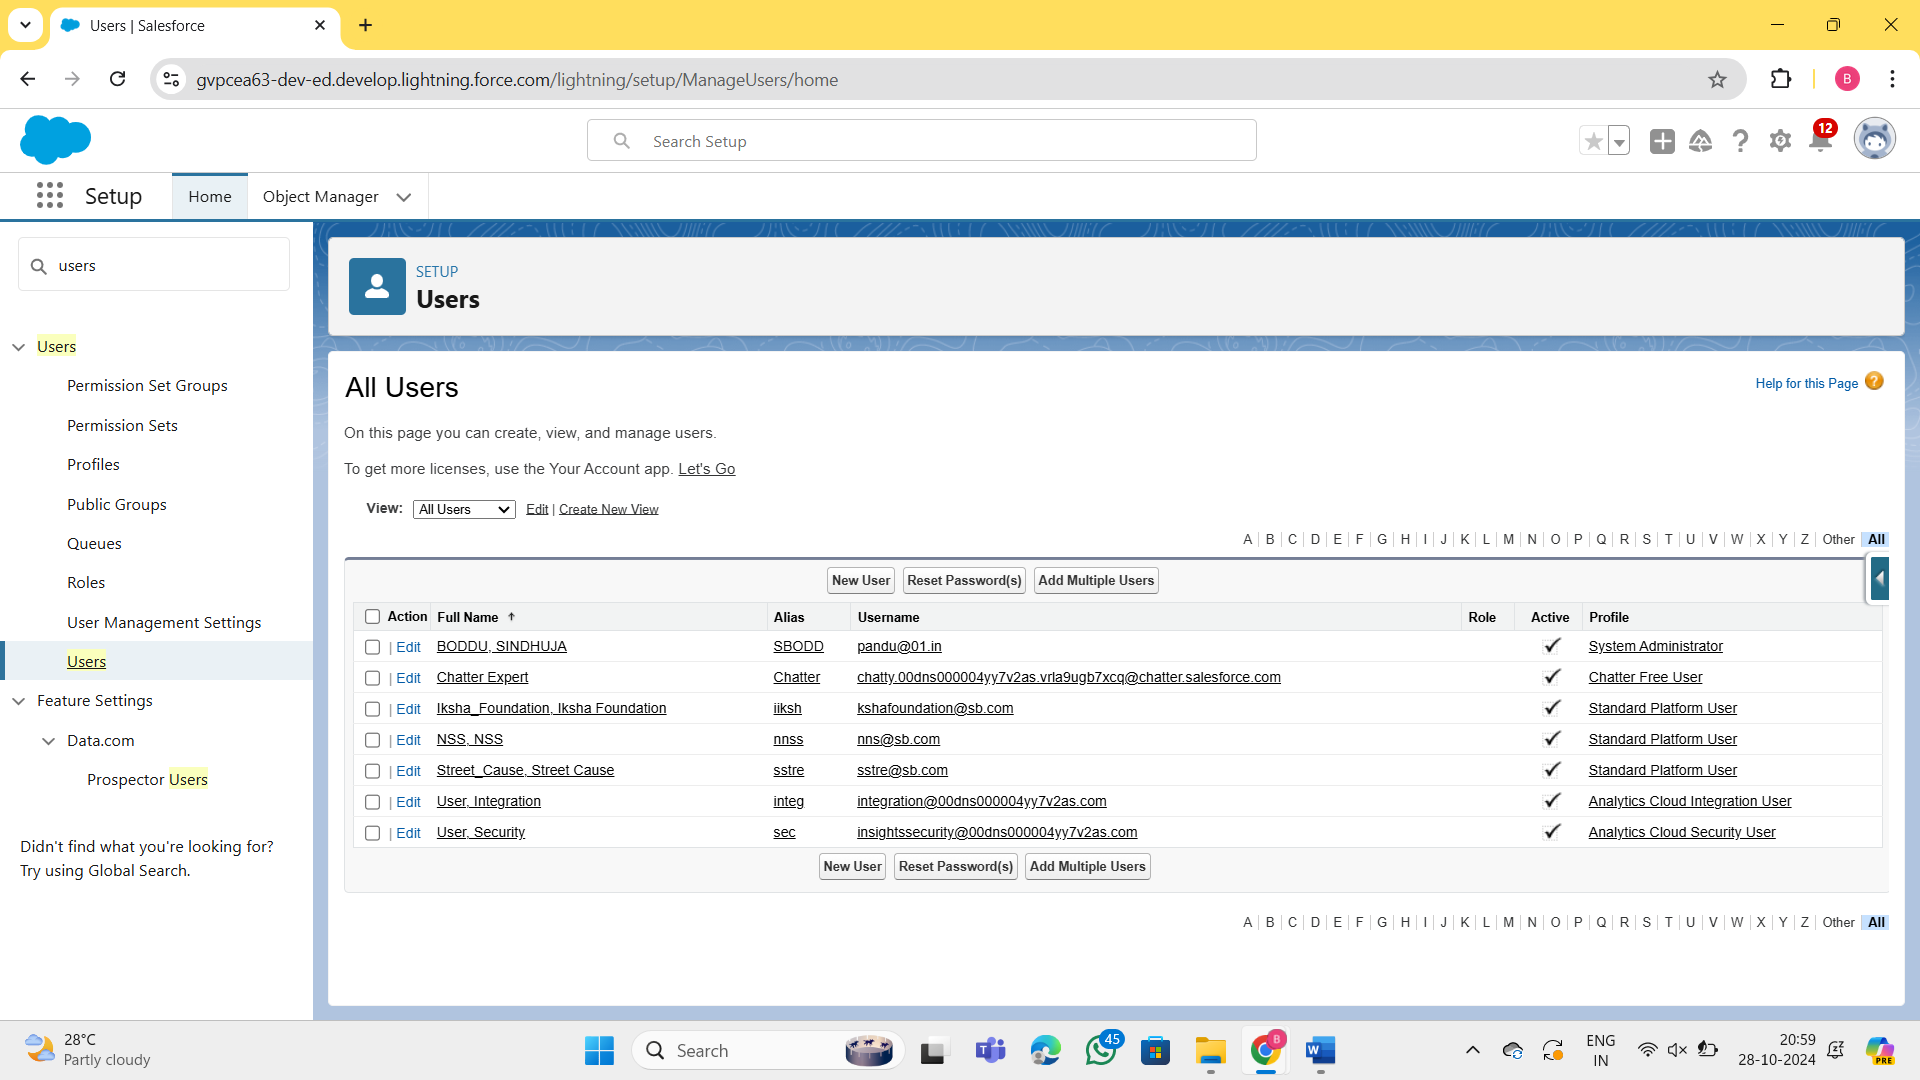 Users | Salesforce
gvpcea63-dev-ed.develop.lightning.force.com/lightning/setup/ManageUsers/home
B
Search Setup
12
Setup
Home
Object Manager
users
Users
Permission Set Groups
Permission Sets
Profiles
Public Groups
Queues
Roles
User Management Settings
Users
Feature Settings
Data.com
Prospector Users
Didn't find what you're looking for?
Try using Global Search.
SETUP
Users
All Users
Help for this Page ?
On this page you can create, view, and manage users.
To get more licenses, use the Your Account app. Let's Go
View: All Users Edit | Create New View
A | B | C | D | E | F | G | H | I | J | K | L | M | N | O | P | Q | R | S | T | U | V | W | X | Y | Z | Other | All
New User Reset Password(s) Add Multiple Users
Action Full Name ↑ Alias Username Role Active Profile
| Edit BODDU, SINDHUJA SBODD pandu@01.in ✓ System Administrator
| Edit Chatter Expert Chatter chatty.00dns000004yy7v2as.vrla9ugb7xcq@chatter.salesforce.com ✓ Chatter Free User
| Edit Iksha_Foundation, Iksha Foundation iiksh kshafoundation@sb.com ✓ Standard Platform User
| Edit NSS, NSS nnss nns@sb.com ✓ Standard Platform User
| Edit Street_Cause, Street Cause sstre sstre@sb.com ✓ Standard Platform User
| Edit User, Integration integ integration@00dns000004yy7v2as.com ✓ Analytics Cloud Integration User
| Edit User, Security sec insightssecurity@00dns000004yy7v2as.com ✓ Analytics Cloud Security User
New User Reset Password(s) Add Multiple Users
A | B | C | D | E | F | G | H | I | J | K | L | M | N | O | P | Q | R | S | T | U | V | W | X | Y | Z | Other | All
28°C
Partly cloudy
Search
45
B
W
ENG
IN
20:59
28-10-2024
PRE